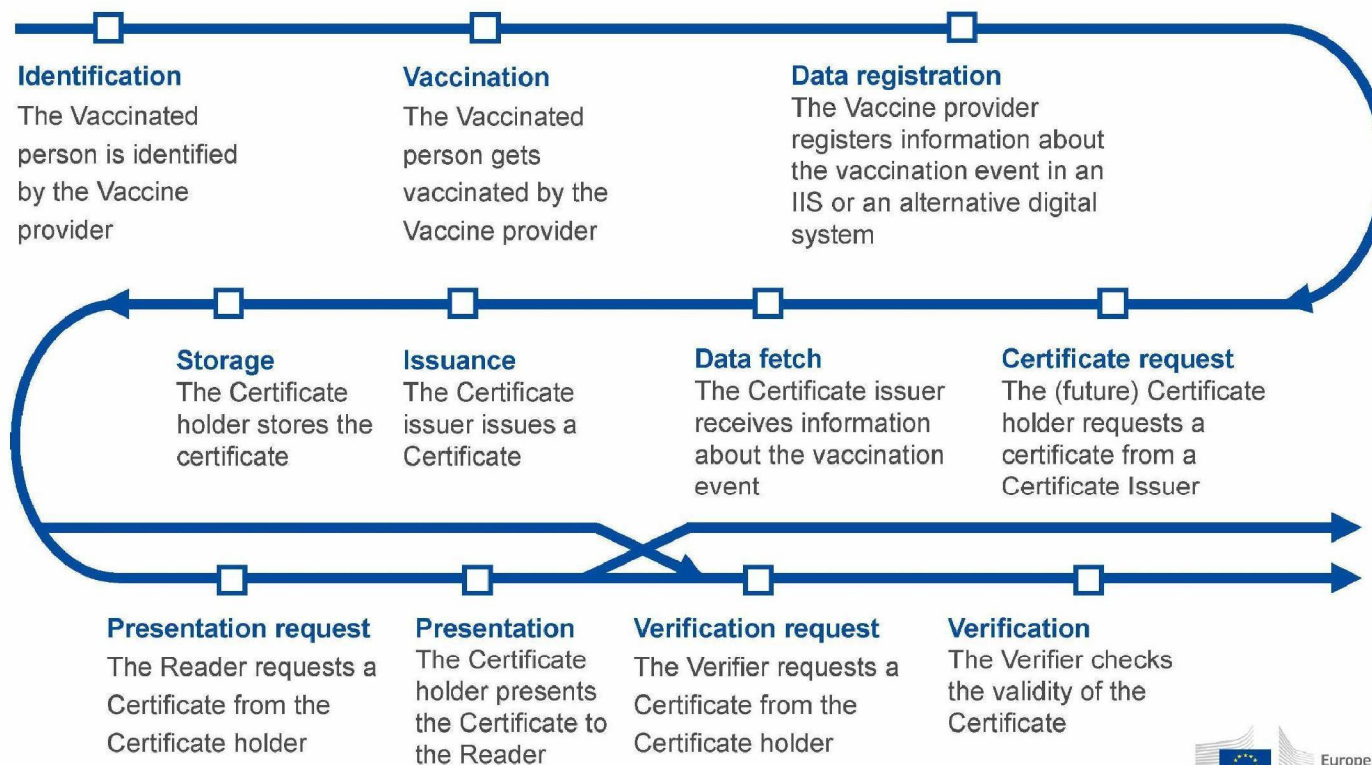 Identification
The Vaccinated
person is identified
by the Vaccine
provider
Vaccination
The Vaccinated
person gets
vaccinated by the
Vaccine provider
Data registration
The Vaccine provider
registers information about
the vaccination event in an
IIS or an alternative digital
system
Storage
The Certificate
holder stores the
certificate
Issuance
The Certificate
issuer issues a
Certificate
Data fetch
The Certificate issuer
receives information
about the vaccination
event
Certificate request
The (future) Certificate
holder requests a
certificate from a
Certificate Issuer
Presentation request
The Reader requests a
Certificate from the
Certificate holder
Presentation
The Certificate
holder presents
the Certificate to
the Reader
Verification request
The Verifier requests a
Certificate from the
Certificate holder
Verification
The Verifier checks
the validity of the
Certificate
Europe